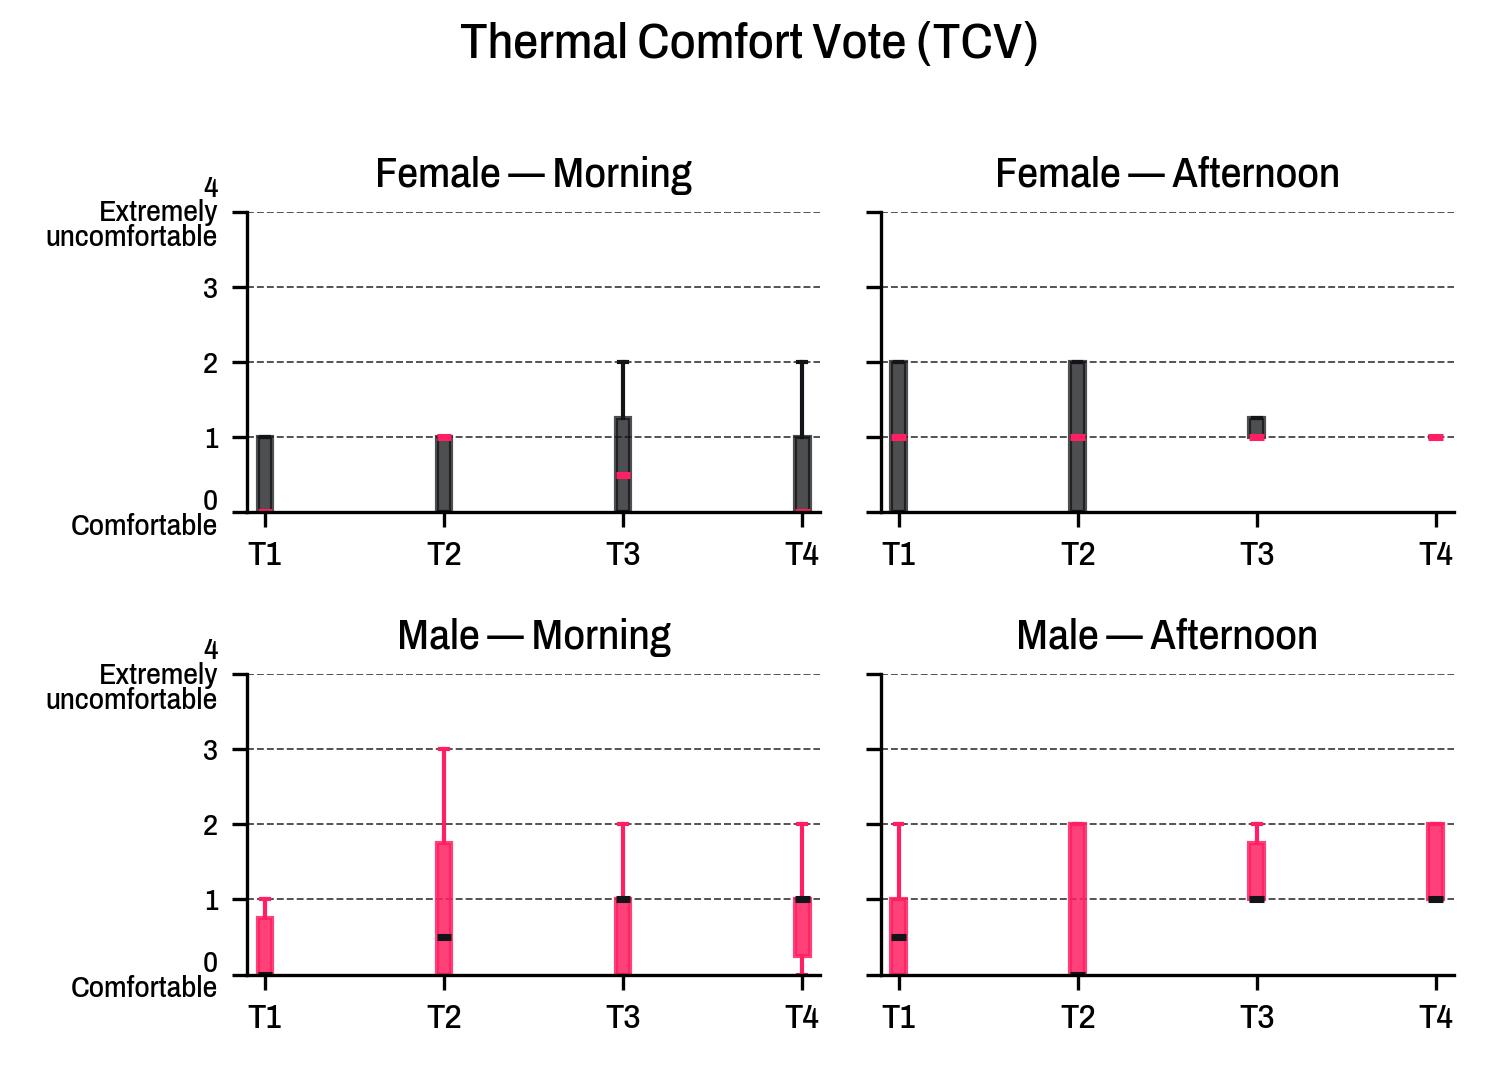 Thermal Comfort Vote (TCV)
Female — Morning
4
Extremely
uncomfortable
3
2
1
0
Comfortable
T1 T2 T3 T4
Female — Afternoon
T1 T2 T3 T4
Male — Morning
4
Extremely
uncomfortable
3
2
1
0
Comfortable
T1 T2 T3 T4
Male — Afternoon
T1 T2 T3 T4